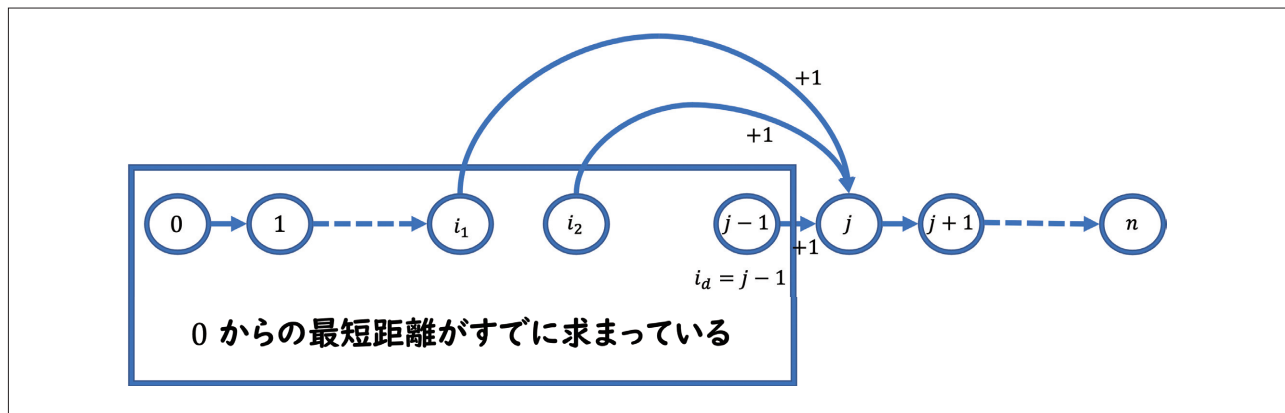 +1
+1
0 1 i₁ i₂ j − 1 j j + 1 n
+1
i_d = j − 1
0 からの最短距離がすでに求まっている